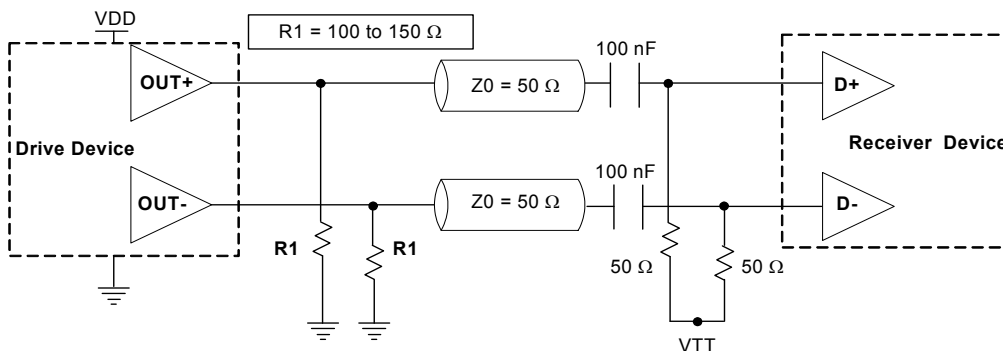 VDD
R1 = 100 to 150 Ω
100 nF
OUT+
Z0 = 50 Ω
D+
Drive Device
Receiver Device
100 nF
OUT-
Z0 = 50 Ω
D-
R1
R1
50 Ω
50 Ω
VTT